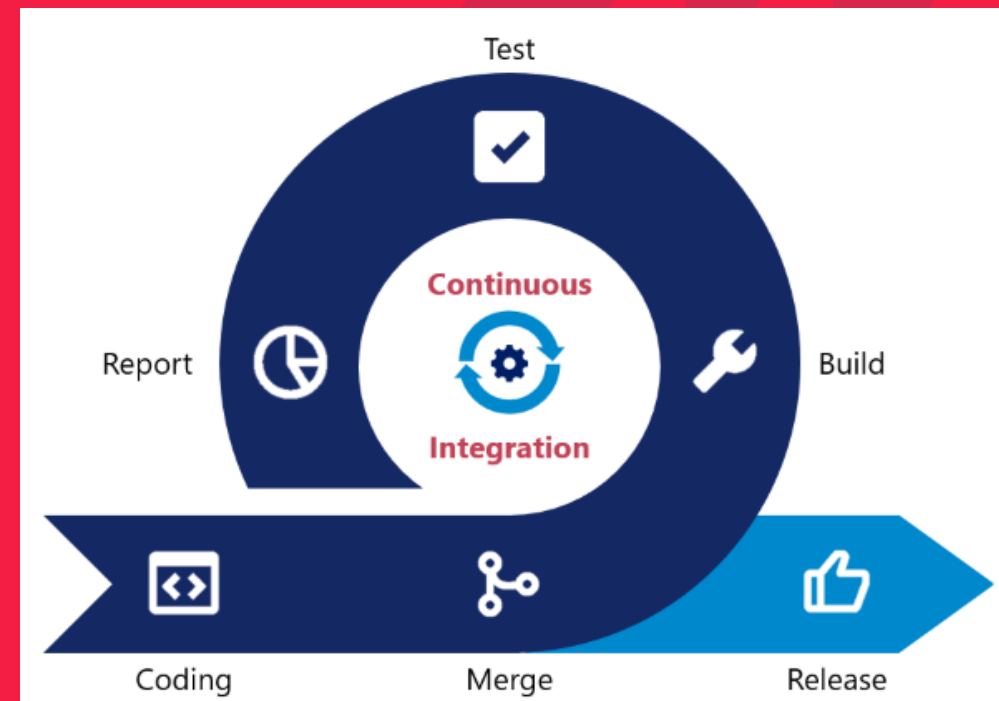 Test
Continuous
Report
Build
Integration
Coding
Merge
Release